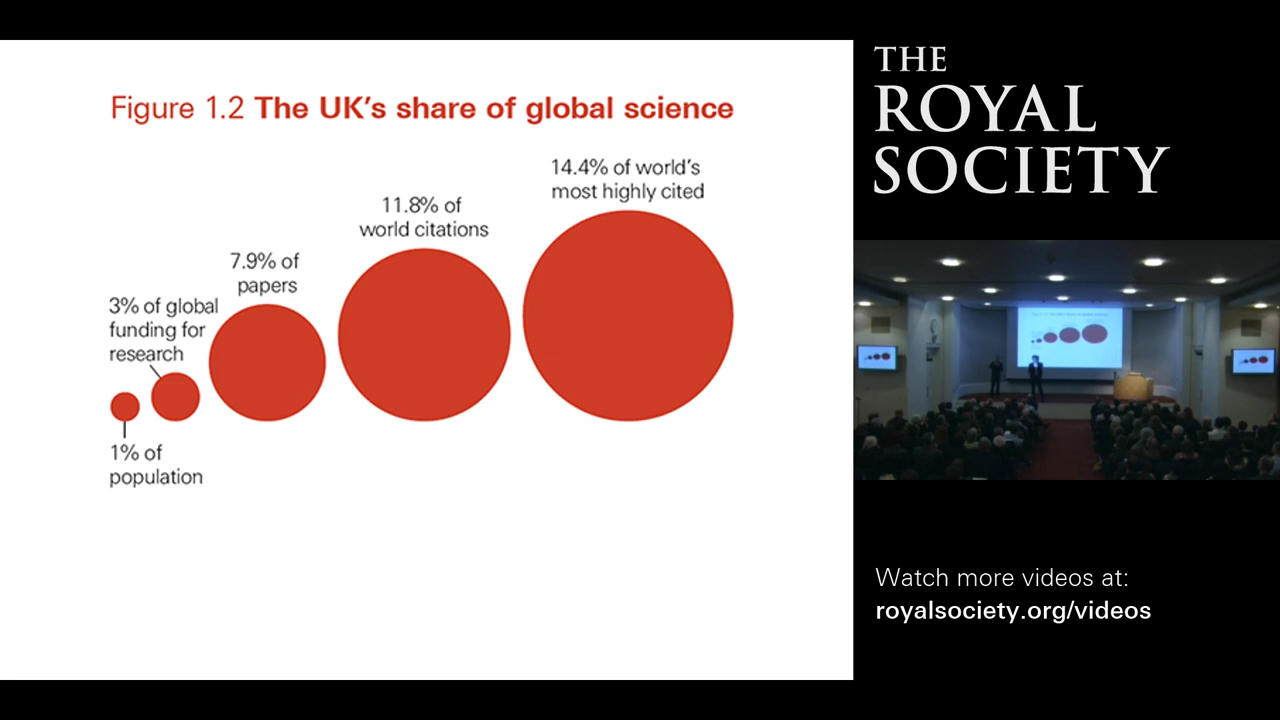 Figure 1.2 The UK's share of global science
14.4% of world's
most highly cited
11.8% of
world citations
7.9% of
papers
3% of global
funding for
research
1% of
population
THE
ROYAL
SOCIETY
Watch more videos at:
royalsociety.org/videos